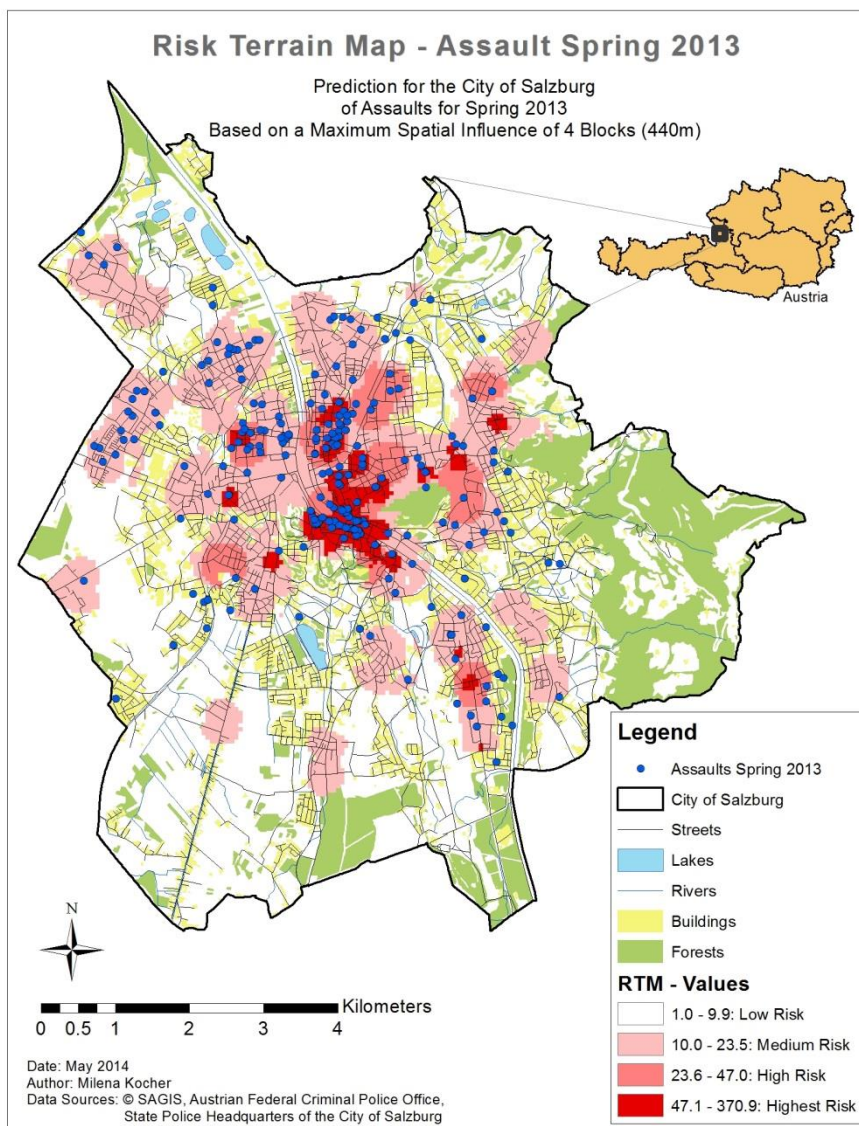 Risk Terrain Map - Assault Spring 2013
Prediction for the City of Salzburg
of Assaults for Spring 2013
Based on a Maximum Spatial Influence of 4 Blocks (440m)
Austria
Legend
Assaults Spring 2013
City of Salzburg
Streets
Lakes
Rivers
Buildings
Forests
RTM - Values
1.0 - 9.9: Low Risk
10.0 - 23.5: Medium Risk
23.6 - 47.0: High Risk
47.1 - 370.9: Highest Risk
N
Kilometers
0 0.5 1 2 3 4
Date: May 2014
Author: Milena Kocher
Data Sources: © SAGIS, Austrian Federal Criminal Police Office,
State Police Headquarters of the City of Salzburg